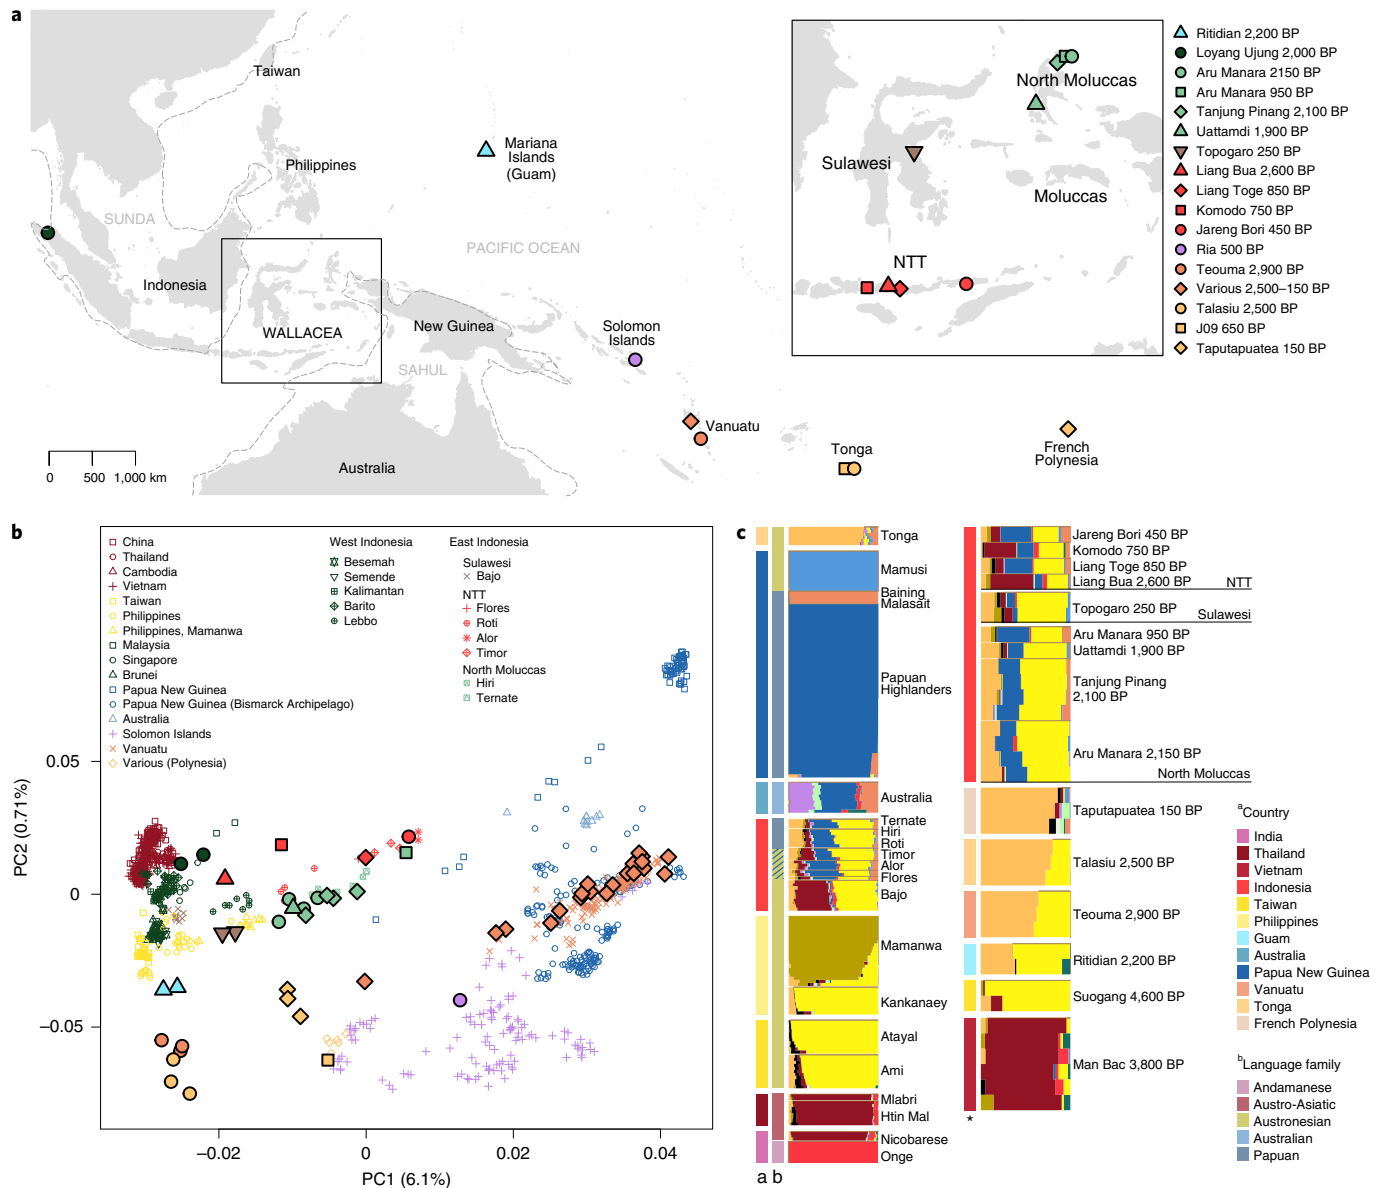 a
Taiwan
Philippines
Mariana
Islands
(Guam)
SUNDA
PACIFIC OCEAN
Indonesia
WALLACEA
New Guinea
SAHUL
Solomon
Islands
Vanuatu
Tonga
French
Polynesia
Australia
0 500 1,000 km
North Moluccas
Sulawesi
Moluccas
NTT
Ritidian 2,200 BP
Loyang Ujung 2,000 BP
Aru Manara 2150 BP
Aru Manara 950 BP
Tanjung Pinang 2,100 BP
Uattamdi 1,900 BP
Topogaro 250 BP
Liang Bua 2,600 BP
Liang Toge 850 BP
Komodo 750 BP
Jareng Bori 450 BP
Ria 500 BP
Teouma 2,900 BP
Various 2,500–150 BP
Talasiu 2,500 BP
J09 650 BP
Taputapuatea 150 BP
b
China
Thailand
Cambodia
Vietnam
Taiwan
Philippines
Philippines, Mamanwa
Malaysia
Singapore
Brunei
Papua New Guinea
Papua New Guinea (Bismarck Archipelago)
Australia
Solomon Islands
Vanuatu
Various (Polynesia)
West Indonesia
Besemah
Semende
Kalimantan
Barito
Lebbo
East Indonesia
Sulawesi
Bajo
NTT
Flores
Roti
Alor
Timor
North Moluccas
Hiri
Ternate
PC2 (0.71%)
0.05
0
−0.05
−0.02 0 0.02 0.04
PC1 (6.1%)
c
Tonga
Mamusi
Baining
Malasait
Papuan
Highlanders
Australia
Ternate
Hiri
Roti
Timor
Alor
Flores
Bajo
Mamanwa
Kankanaey
Atayal
Ami
Mlabri
Htin Mal
Nicobarese
Onge
a b
Jareng Bori 450 BP
Komodo 750 BP
Liang Toge 850 BP
Liang Bua 2,600 BP
NTT
Topogaro 250 BP
Sulawesi
Aru Manara 950 BP
Uattamdi 1,900 BP
Tanjung Pinang
2,100 BP
Aru Manara 2,150 BP
North Moluccas
Taputapuatea 150 BP
Talasiu 2,500 BP
Teouma 2,900 BP
Ritidian 2,200 BP
Suogang 4,600 BP
Man Bac 3,800 BP
*
aCountry
India
Thailand
Vietnam
Indonesia
Taiwan
Philippines
Guam
Australia
Papua New Guinea
Vanuatu
Tonga
French Polynesia
bLanguage family
Andamanese
Austro-Asiatic
Austronesian
Australian
Papuan